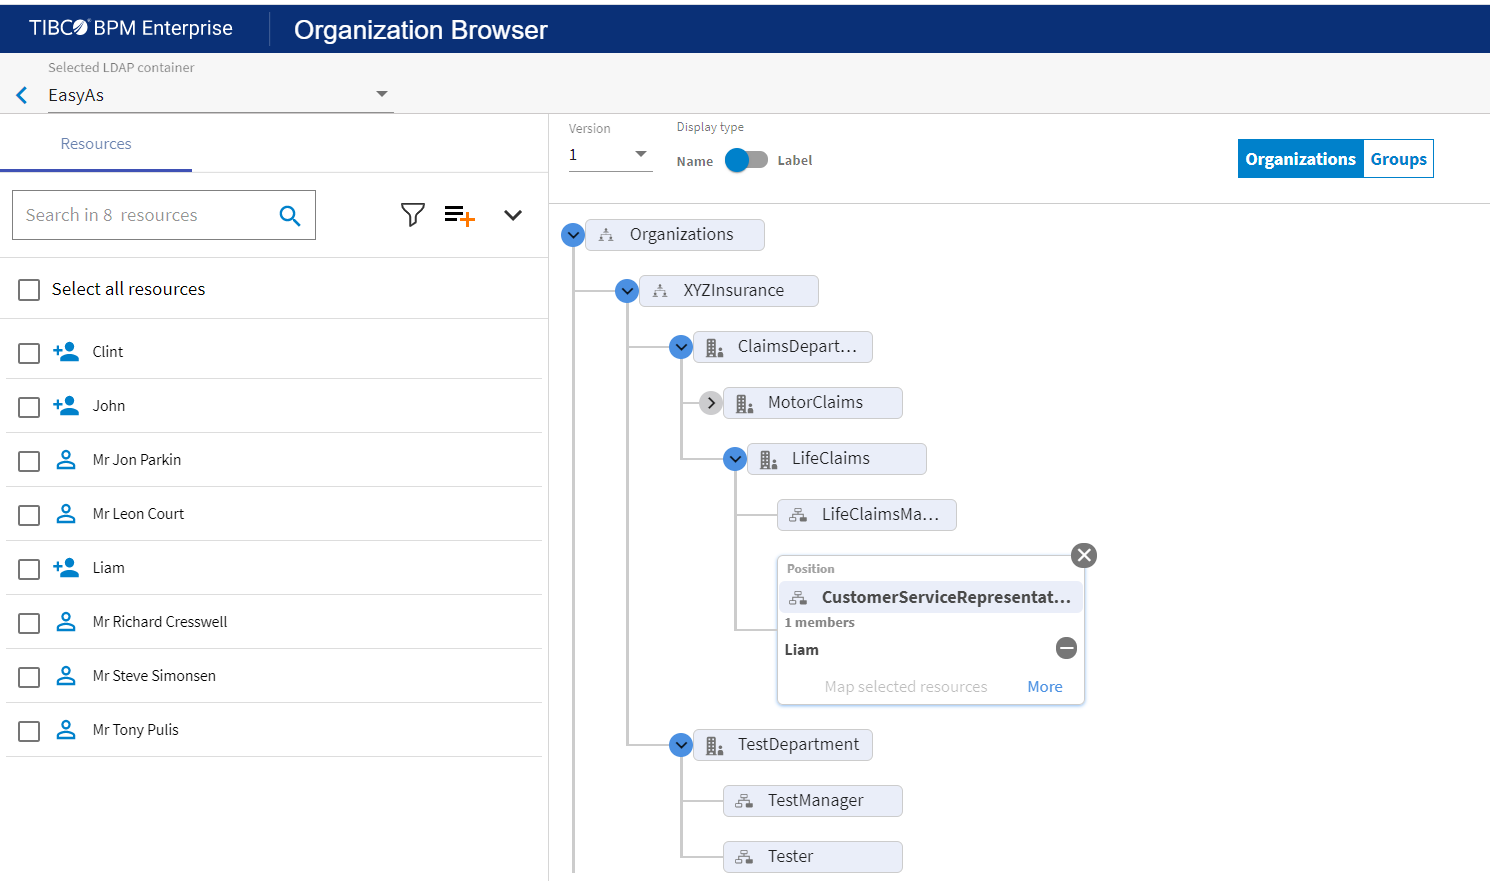 TIBCO BPM Enterprise
Organization Browser
Selected LDAP container
EasyAs
Resources
Search in 8 resources
Select all resources
Clint
John
Mr Jon Parkin
Mr Leon Court
Liam
Mr Richard Cresswell
Mr Steve Simonsen
Mr Tony Pulis
Version
1
Display type
Name
Label
Organizations
Groups
Organizations
XYZInsurance
ClaimsDepart...
MotorClaims
LifeClaims
LifeClaimsMa...
Position
CustomerServiceRepresentat...
1 members
Liam
Map selected resources
More
TestDepartment
TestManager
Tester